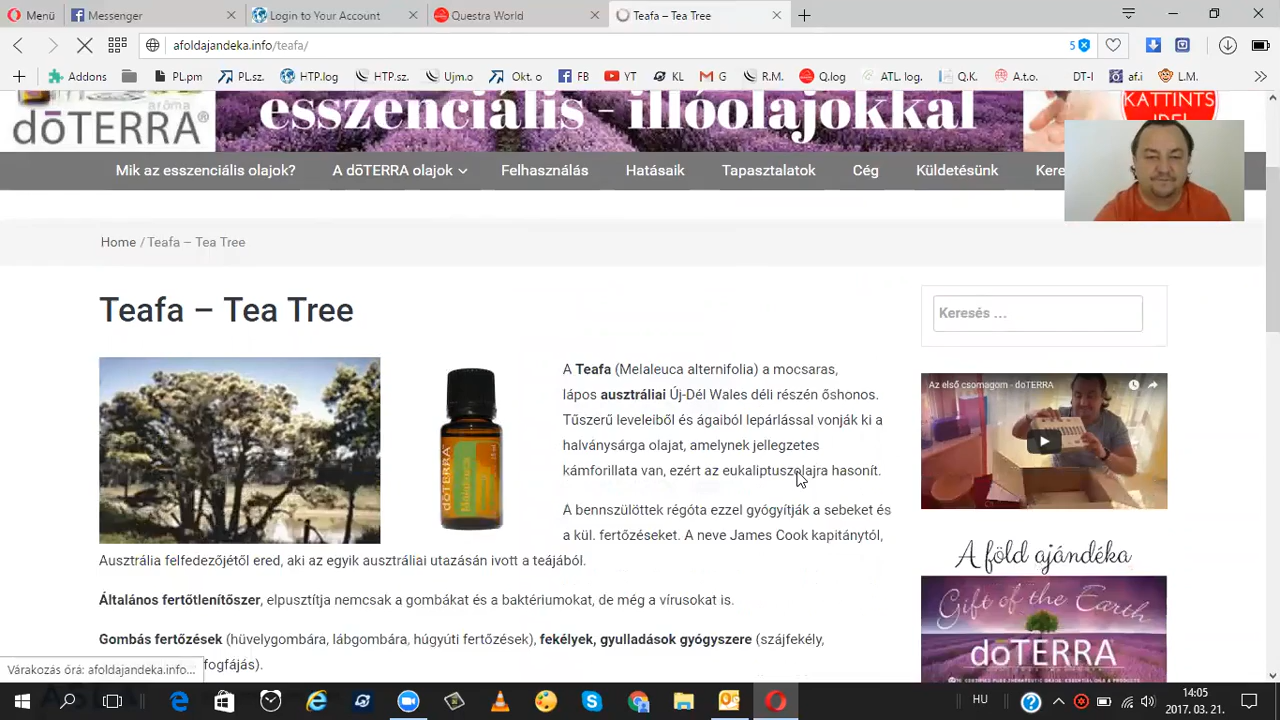 Menü
Messenger
Login to Your Account
Questra World
Teafa – Tea Tree
afoldajandeka.info/teafa/
5
Addons
PL.pm
PL.sz.
HTP.log
HTP.sz.
Ujm.o
Okt. o
FB
YT
KL
G
R.M.
Q.log
ATL. log.
Q.K.
A.t.o.
DT-I
af.i
L.M.
aröma
dōTERRA®
esszenciális - illóolajokkal
KATTINTS
IDE!
Mik az esszenciális olajok?
A dōTERRA olajok
Felhasználás
Hatásaik
Tapasztalatok
Cég
Küldetésünk
Kere
Home / Teafa – Tea Tree
Teafa – Tea Tree
Keresés …
A Teafa (Melaleuca alternifolia) a mocsaras,
lápos ausztráliai Új-Dél Wales déli részén őshonos.
Tűszerű leveleiből és ágaiból lepárlással vonják ki a
halványsárga olajat, amelynek jellegzetes
kámforillata van, ezért az eukaliptuszolajra hasonít.
A bennszülöttek régóta ezzel gyógyítják a sebeket és
a kül. fertőzéseket. A neve James Cook kapitánytól,
Ausztrália felfedezőjétől ered, aki az egyik ausztráliai utazásán ivott a teájából.
Általános fertőtlenítőszer, elpusztítja nemcsak a gombákat és a baktériumokat, de még a vírusokat is.
Gombás fertőzések (hüvelygombára, lábgombára, húgyúti fertőzések), fekélyek, gyulladások gyógyszere (szájfekély,
fogfájás).
dōTERRA
Melaleuca
Az első csomagom - doTERRA
A föld ajándéka
Gift of the Earth
dōTERRA
Várakozás óra: afoldajandeka.info...
HU
14:05
2017. 03. 21.